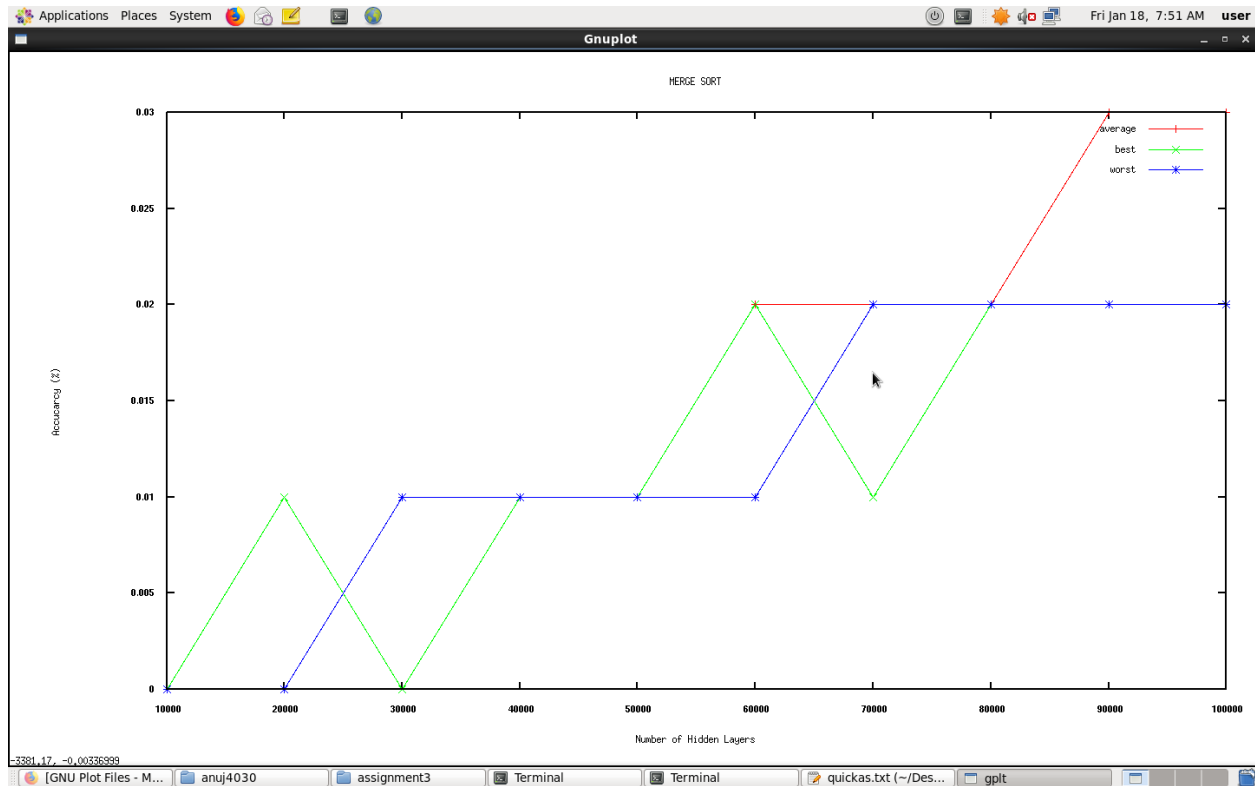 Applications Places System Fri Jan 18, 7:51 AM user
Gnuplot
MERGE SORT
average
best
worst
0.03
0.025
0.02
0.015
0.01
0.005
0
Accucarcy (%)
10000 20000 30000 40000 50000 60000 70000 80000 90000 100000
Number of Hidden Layers
-3381.17, -0.00336999
[GNU Plot Files - M... anuj4030 assignment3 Terminal Terminal quickas.txt (~/Des... gplt